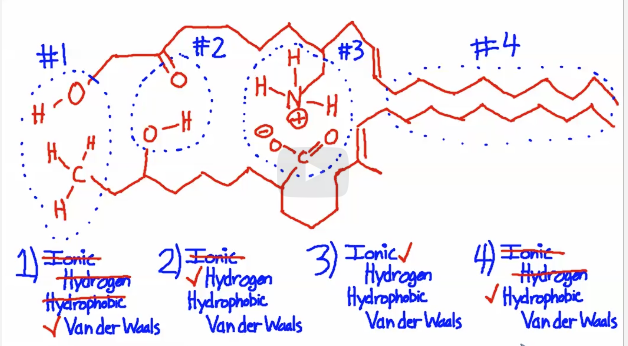 #1
#2
#3
#4
H
O
O
H
H
N
H
⊕
O
H
⊖
O
C
O
H
H
C
H
1) Ionic
Hydrogen
Hydrophobic
✓ Van der Waals
2) Ionic
✓ Hydrogen
Hydrophobic
Van der Waals
3) Ionic ✓
Hydrogen
Hydrophobic
Van der Waals
4) Ionic
Hydrogen
✓ Hydrophobic
Van der Waals